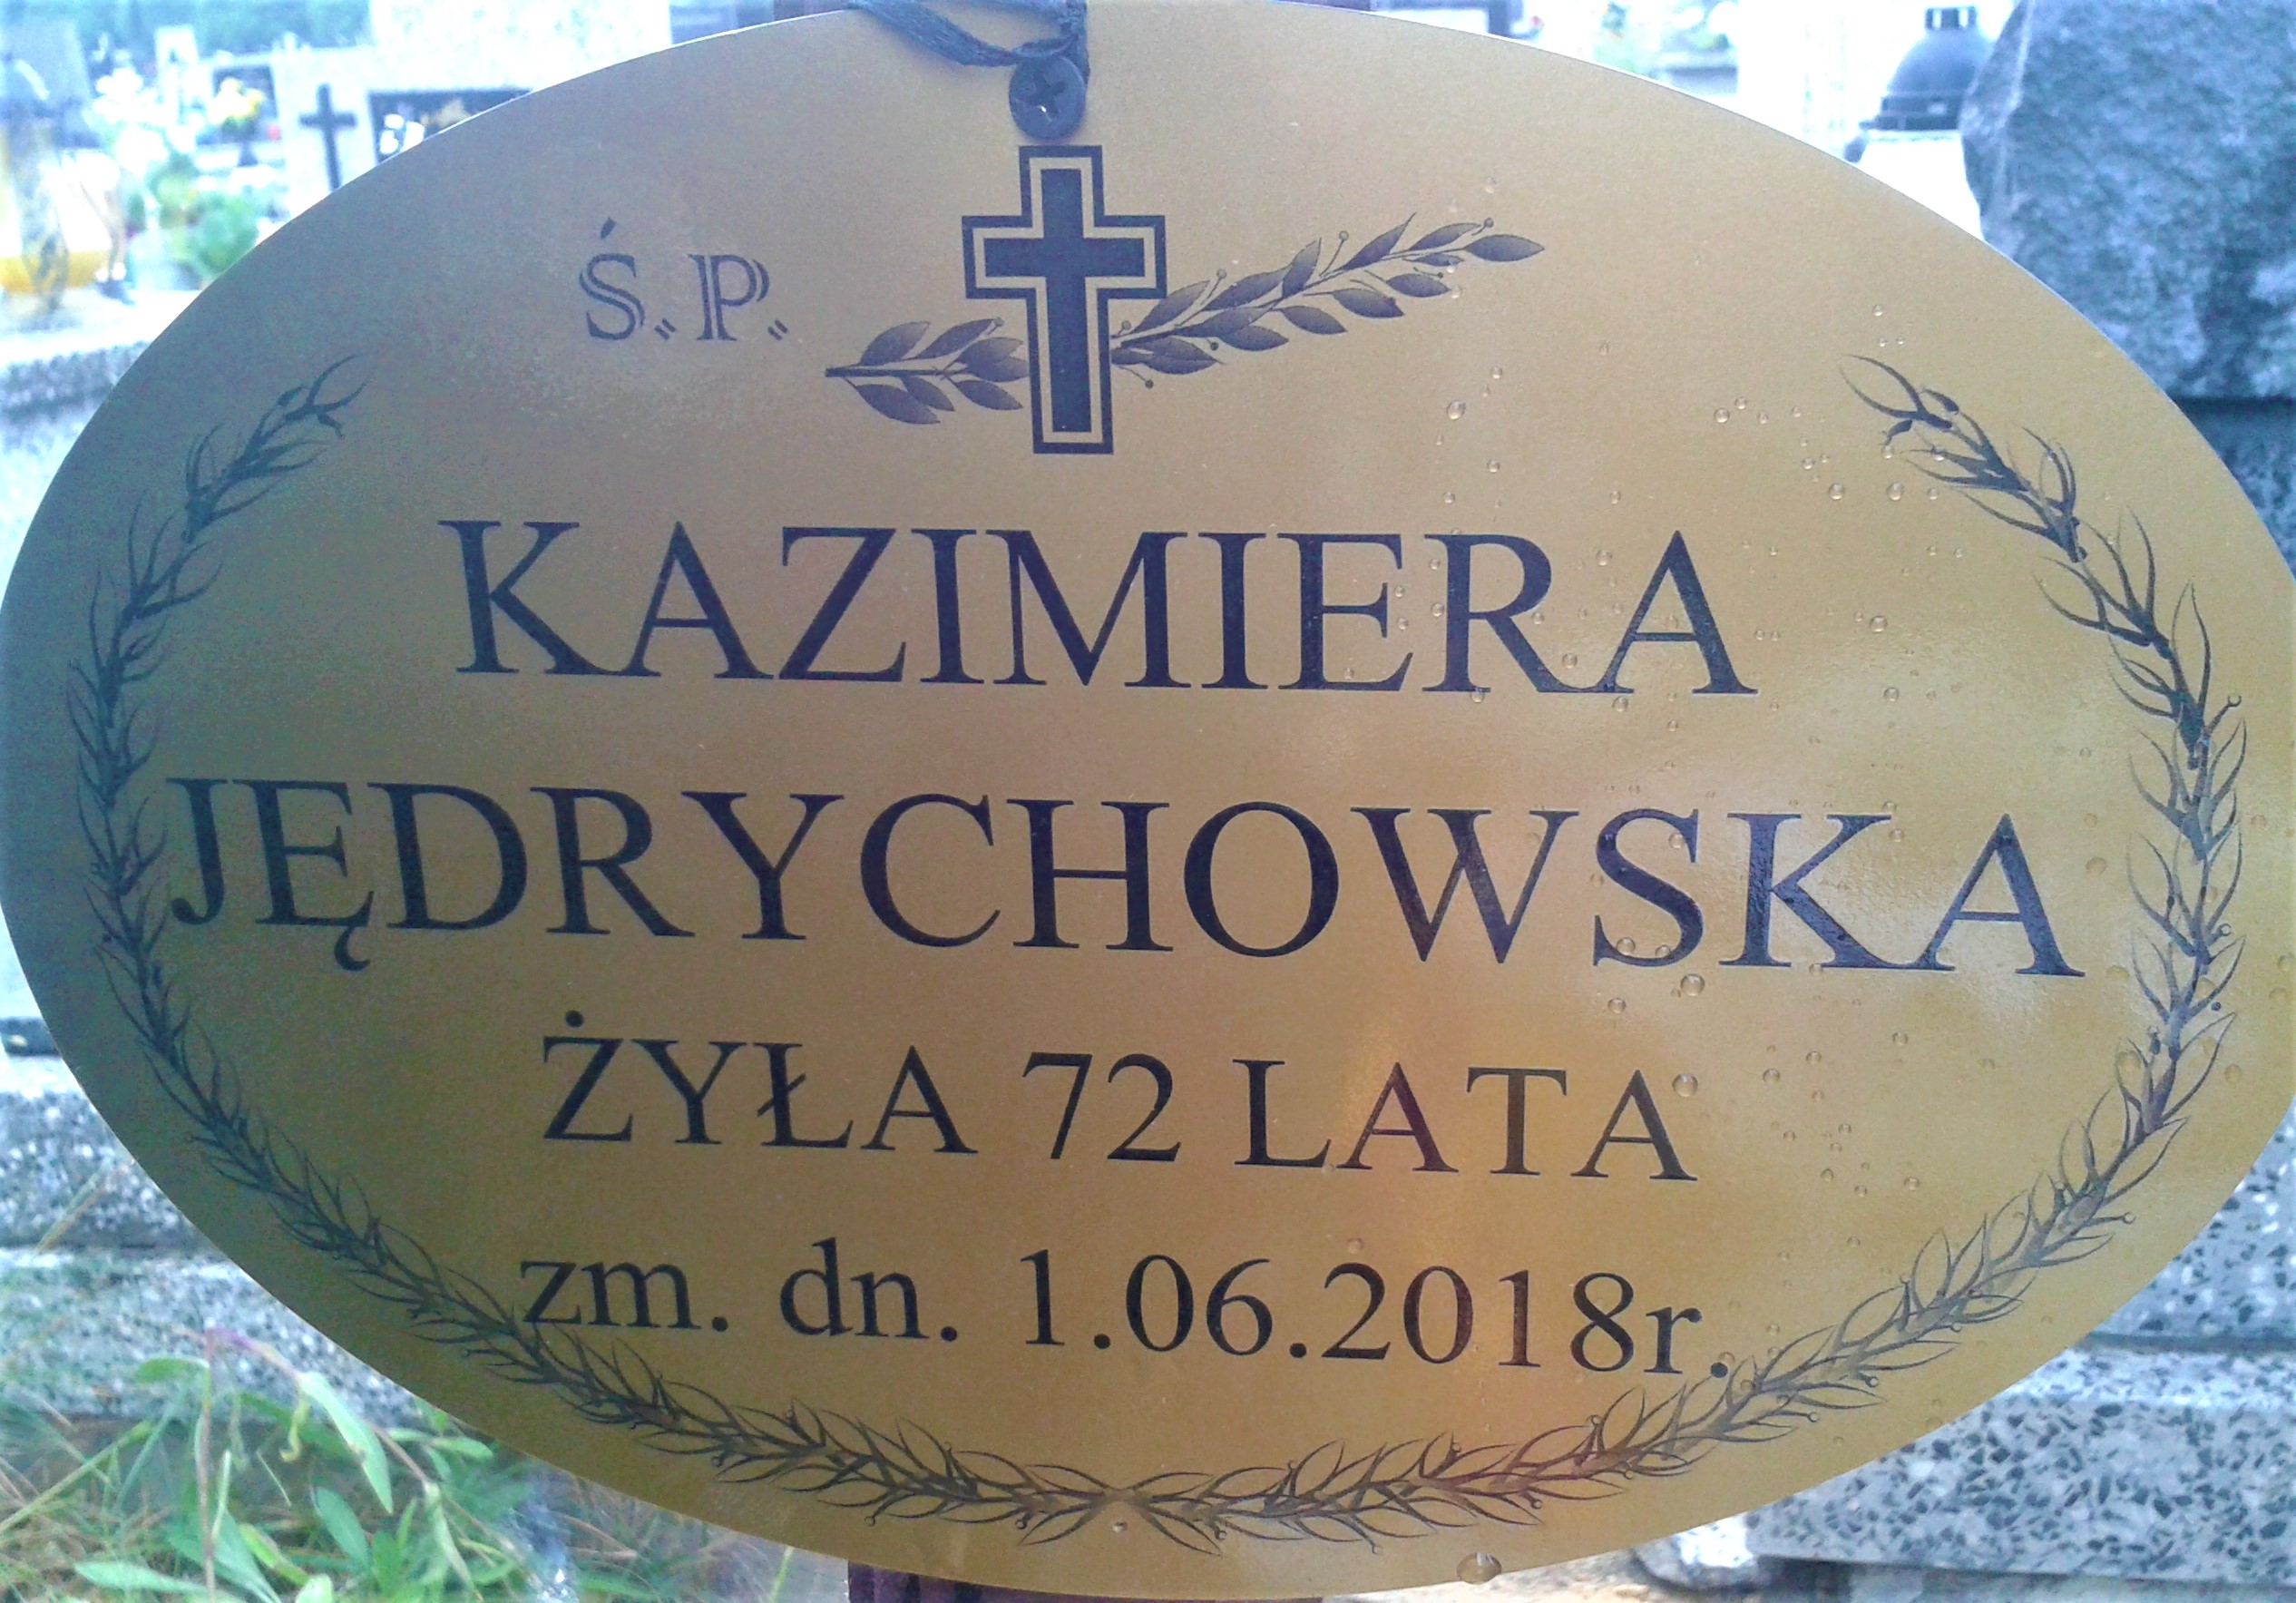 Ś. P.
KAZIMIERA
JĘDRYCHOWSKA
ŻYŁA 72 LATA
zm. dn. 1.06.2018r.